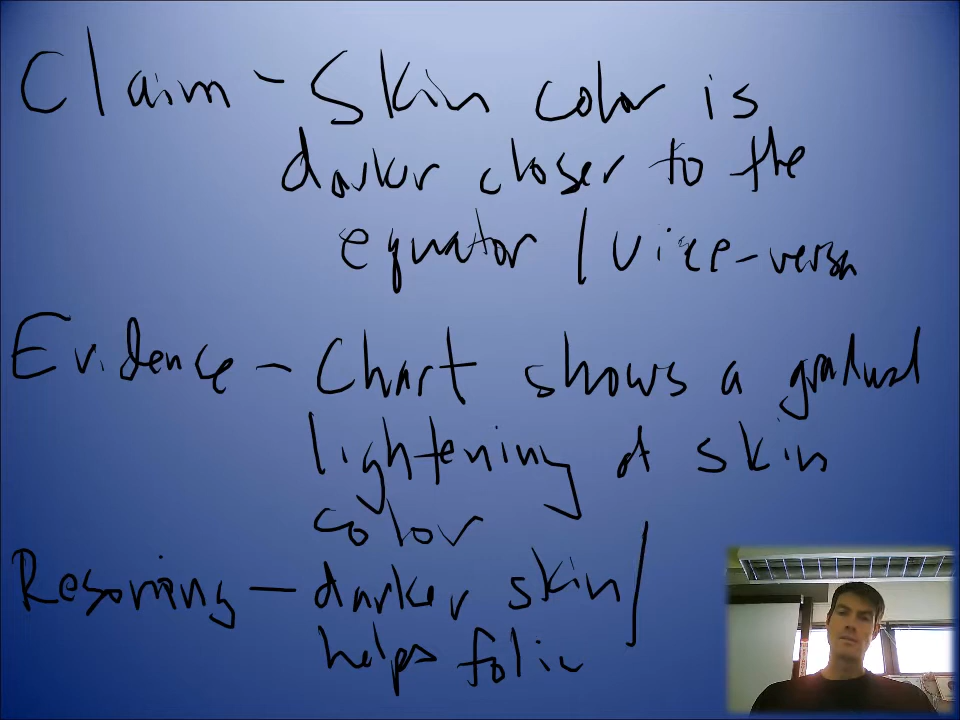 Claim - Skin color is
darker closer to the
equator / vice-versa
Evidence - Chart shows a gradual
lightening of skin
color
Resoning - darker skin/
helps folic